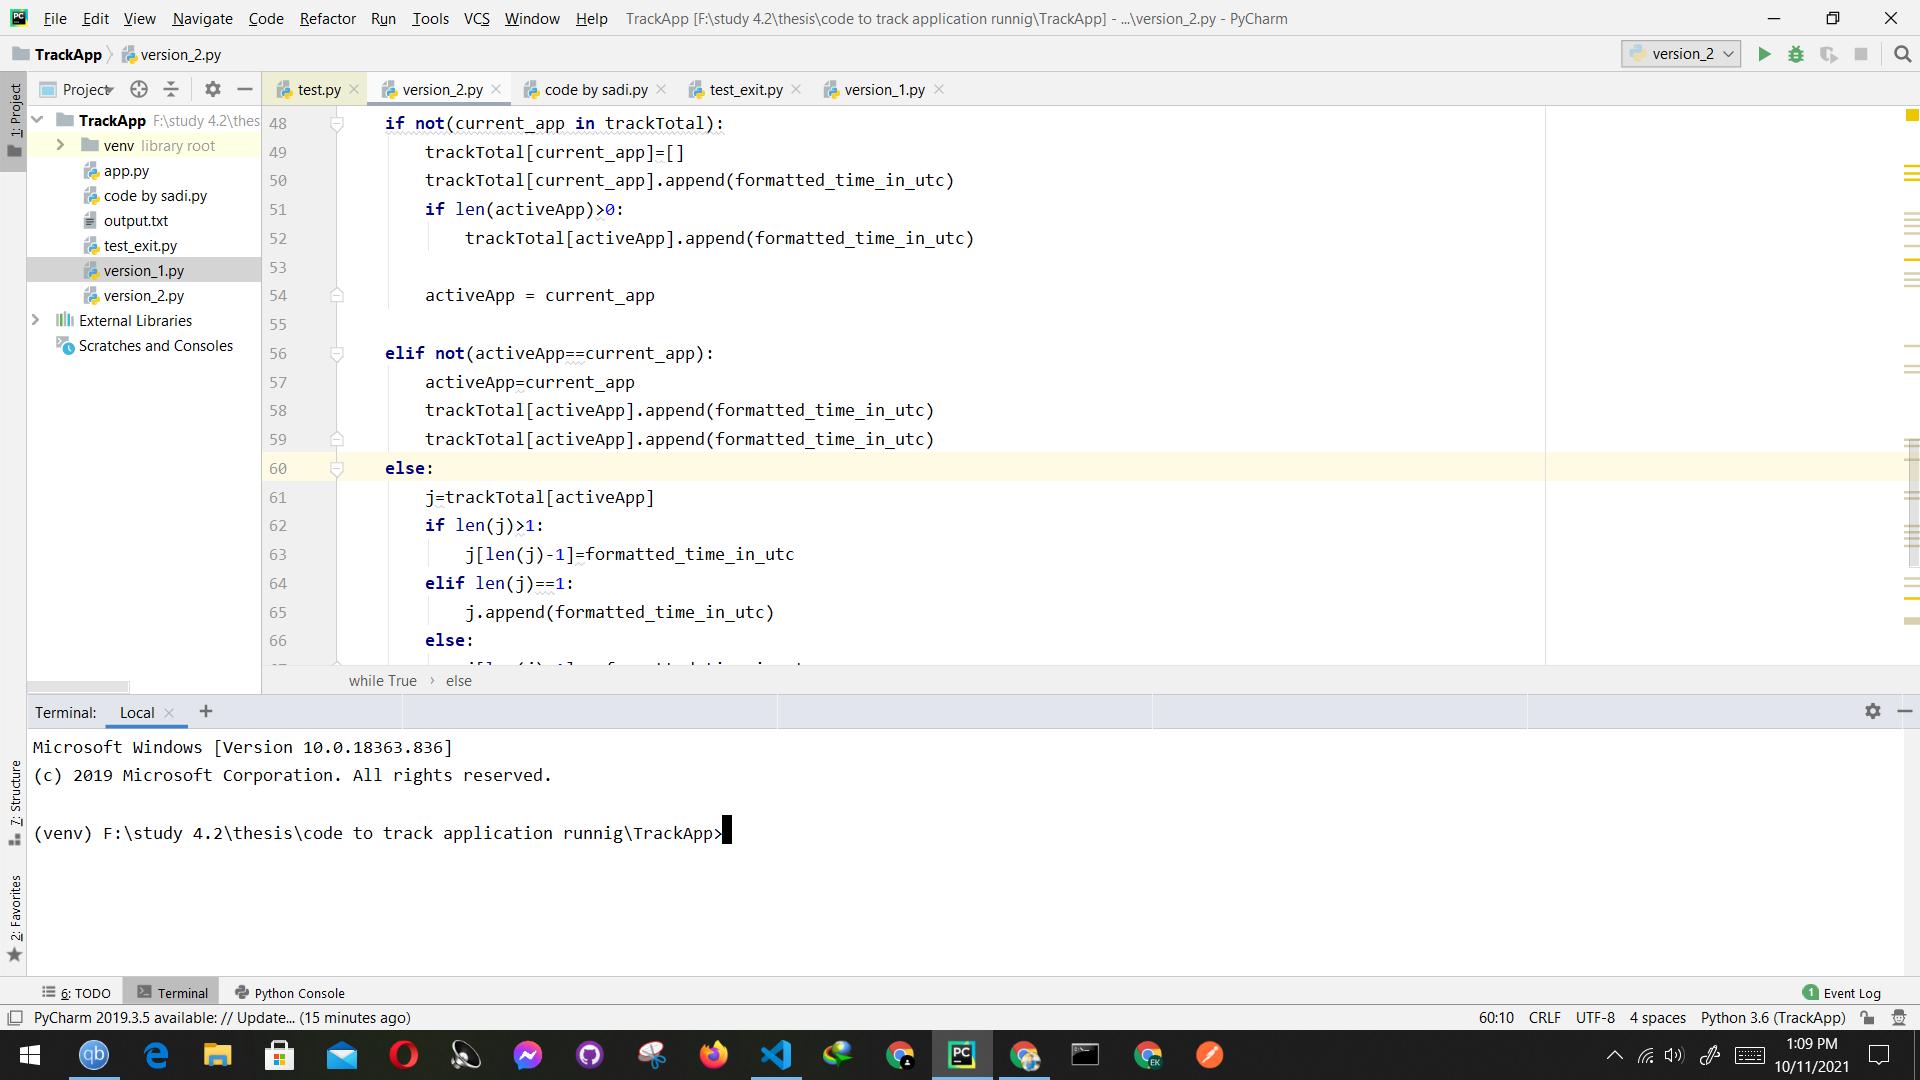 File Edit View Navigate Code Refactor Run Tools VCS Window Help TrackApp [F:\study 4.2\thesis\code to track application runnig\TrackApp] - ...\version_2.py - PyCharm
TrackApp version_2.py version_2
1: Project
Project test.py version_2.py code by sadi.py test_exit.py version_1.py
TrackApp F:\study 4.2\thes
venv library root
app.py
code by sadi.py
output.txt
test_exit.py
version_1.py
version_2.py
External Libraries
Scratches and Consoles
48 if not(current_app in trackTotal):
49 trackTotal[current_app]=[]
50 trackTotal[current_app].append(formatted_time_in_utc)
51 if len(activeApp)>0:
52 trackTotal[activeApp].append(formatted_time_in_utc)
53
54 activeApp = current_app
55
56 elif not(activeApp==current_app):
57 activeApp=current_app
58 trackTotal[activeApp].append(formatted_time_in_utc)
59 trackTotal[activeApp].append(formatted_time_in_utc)
60 else:
61 j=trackTotal[activeApp]
62 if len(j)>1:
63 j[len(j)-1]=formatted_time_in_utc
64 elif len(j)==1:
65 j.append(formatted_time_in_utc)
66 else:
while True › else
Terminal: Local +
Microsoft Windows [Version 10.0.18363.836]
(c) 2019 Microsoft Corporation. All rights reserved.
(venv) F:\study 4.2\thesis\code to track application runnig\TrackApp>
7: Structure
2: Favorites
6: TODO Terminal Python Console 1 Event Log
PyCharm 2019.3.5 available: // Update... (15 minutes ago) 60:10 CRLF UTF-8 4 spaces Python 3.6 (TrackApp)
qb PC EK 1:09 PM
10/11/2021